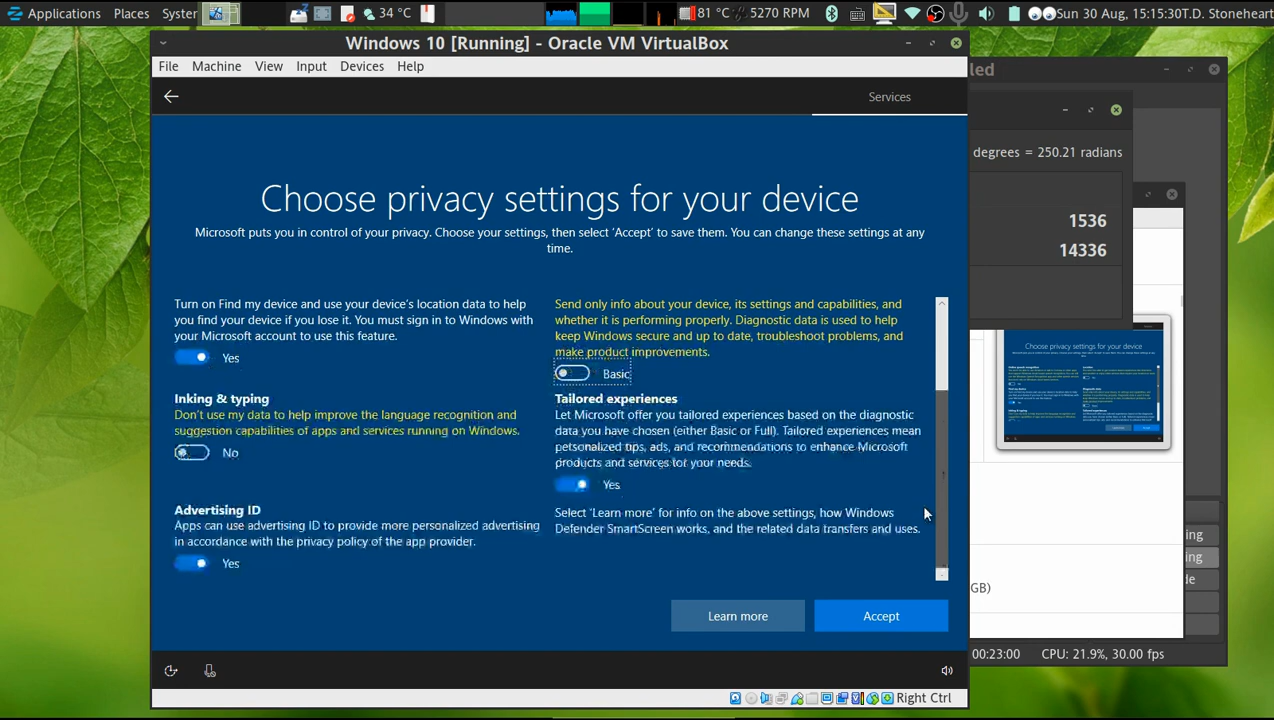 Applications Places System 34 °C 81 °C 5270 RPM Sun 30 Aug, 15:15:30 T.D. Stoneheart
Windows 10 [Running] - Oracle VM VirtualBox
File Machine View Input Devices Help
Services
Choose privacy settings for your device
Microsoft puts you in control of your privacy. Choose your settings, then select ‘Accept’ to save them. You can change these settings at any
time.
Turn on Find my device and use your device’s location data to help
you find your device if you lose it. You must sign in to Windows with
your Microsoft account to use this feature.
Yes
Inking & typing
Don’t use my data to help improve the language recognition and
suggestion capabilities of apps and services running on Windows.
No
Advertising ID
Apps can use advertising ID to provide more personalized advertising
in accordance with the privacy policy of the app provider.
Yes
Send only info about your device, its settings and capabilities, and
whether it is performing properly. Diagnostic data is used to help
keep Windows secure and up to date, troubleshoot problems, and
make product improvements.
Basic
Tailored experiences
Let Microsoft offer you tailored experiences based on the diagnostic
data you have chosen (either Basic or Full). Tailored experiences mean
personalized tips, ads, and recommendations to enhance Microsoft
products and services for your needs.
Yes
Select ‘Learn more’ for info on the above settings, how Windows
Defender SmartScreen works, and the related data transfers and uses.
Learn more Accept
Right Ctrl
led
degrees = 250.21 radians
1536
14336
Choose privacy settings for your device
ing
ing
de
GB)
00:23:00 CPU: 21.9%, 30.00 fps